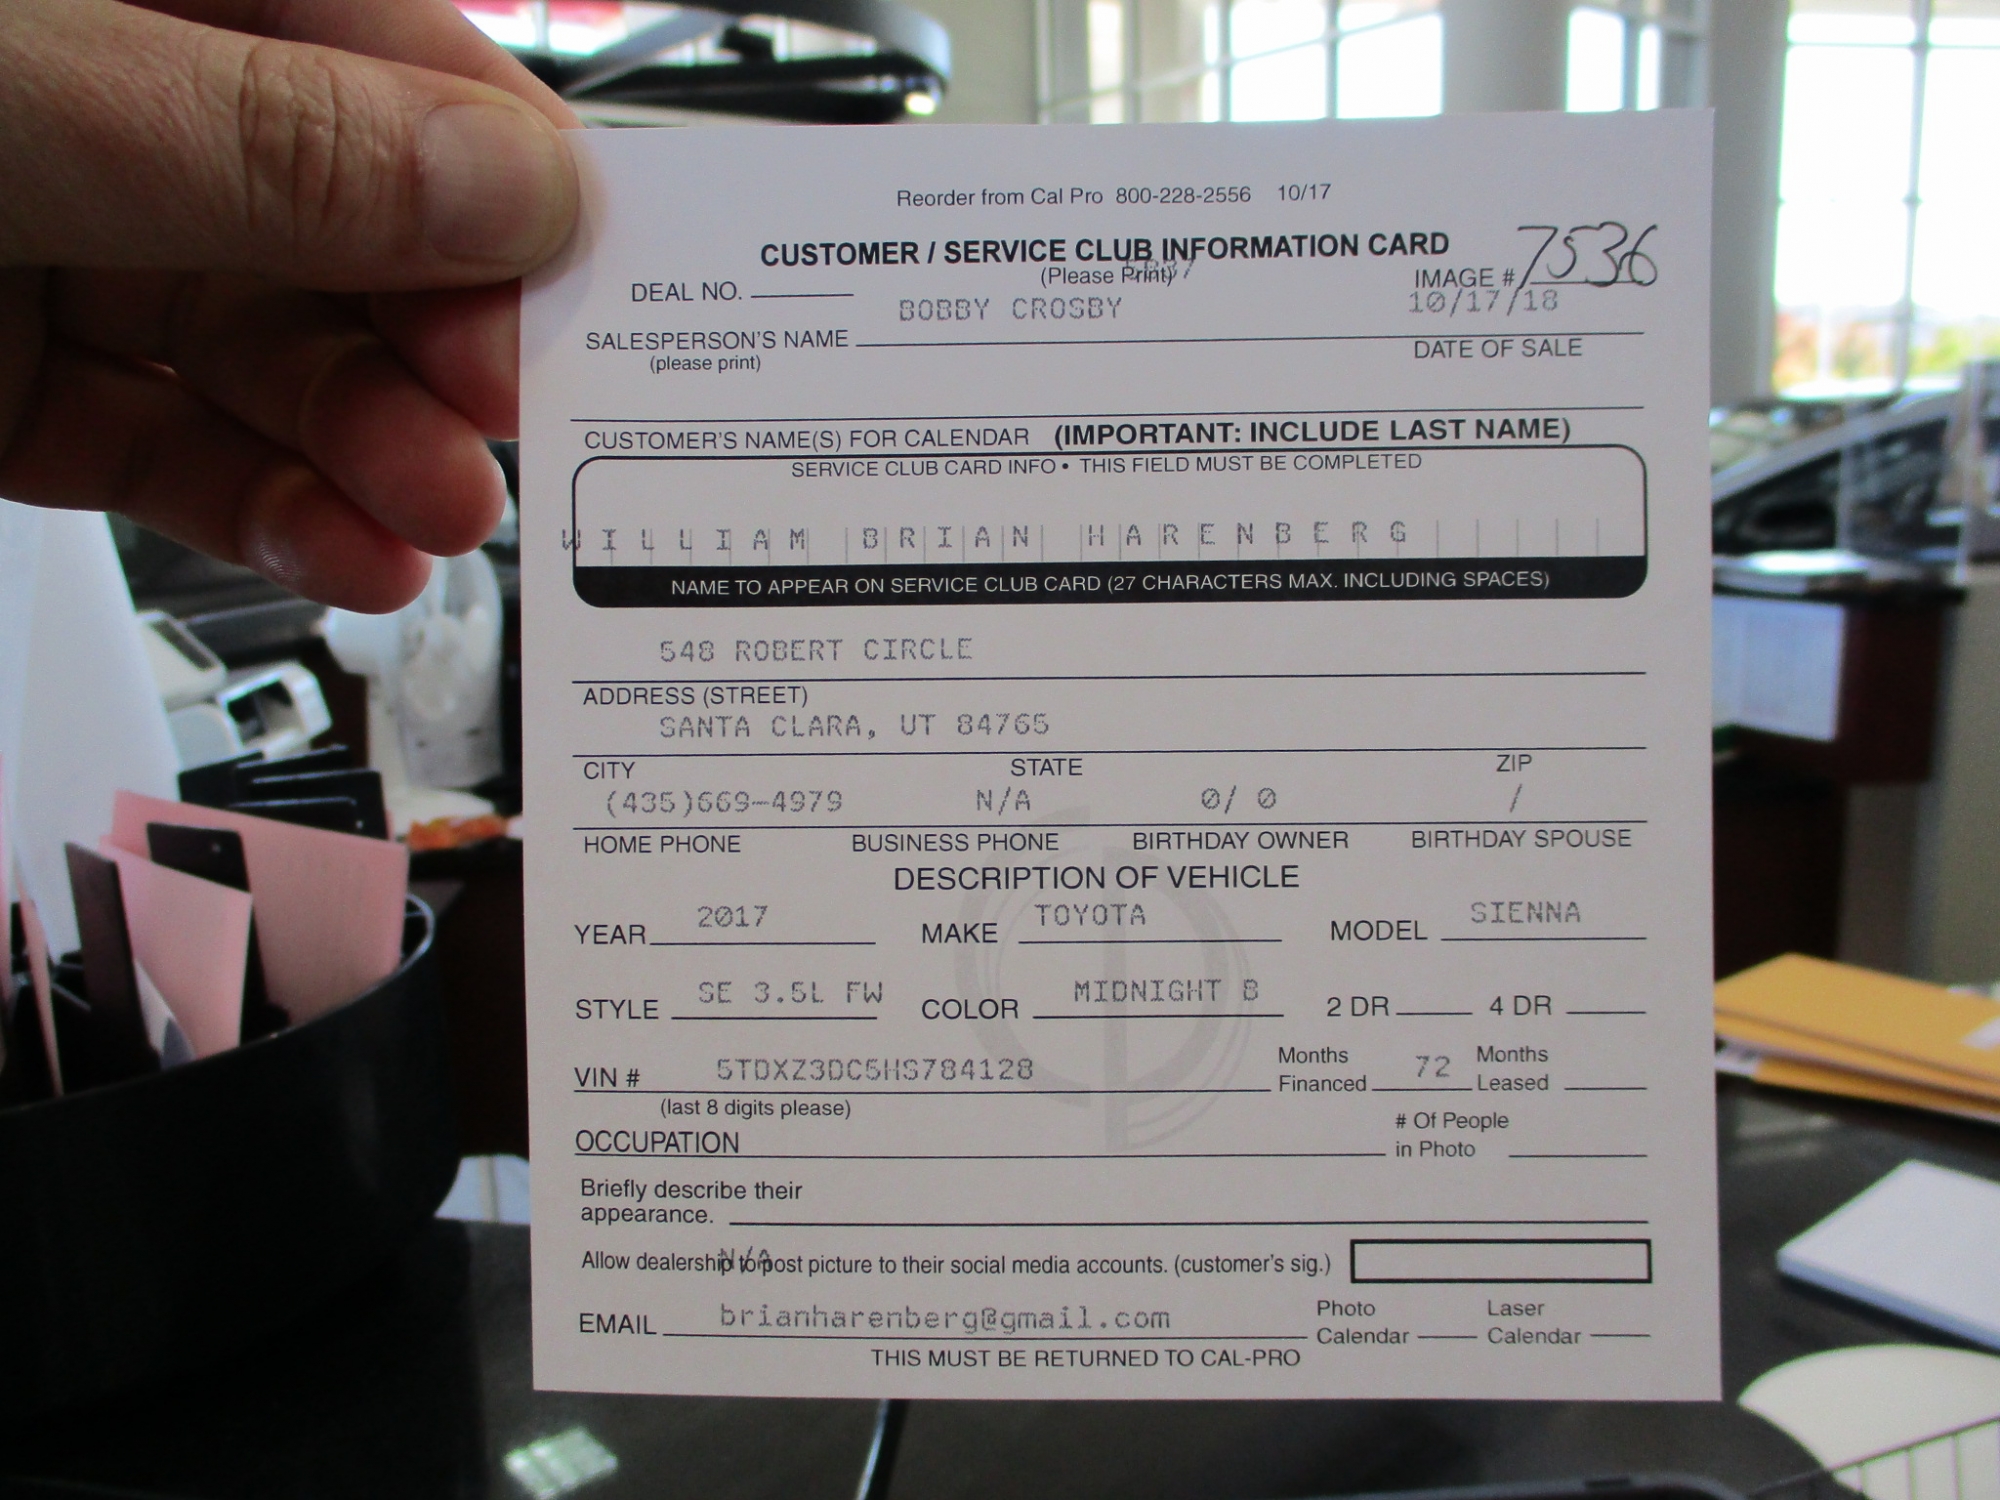 Reorder from Cal Pro 800-228-2556 10/17
CUSTOMER / SERVICE CLUB INFORMATION CARD
(Please Print)
DEAL NO. IMAGE # 7536
BOBBY CROSBY 10/17/18
SALESPERSON'S NAME DATE OF SALE
(please print)
CUSTOMER'S NAME(S) FOR CALENDAR (IMPORTANT: INCLUDE LAST NAME)
SERVICE CLUB CARD INFO • THIS FIELD MUST BE COMPLETED
WILLIAM BRIAN HARENBERG
NAME TO APPEAR ON SERVICE CLUB CARD (27 CHARACTERS MAX. INCLUDING SPACES)
548 ROBERT CIRCLE
ADDRESS (STREET)
SANTA CLARA, UT 84765
CITY STATE ZIP
(435)669-4979 N/A 0/ 0 /
HOME PHONE BUSINESS PHONE BIRTHDAY OWNER BIRTHDAY SPOUSE
DESCRIPTION OF VEHICLE
YEAR 2017 MAKE TOYOTA MODEL SIENNA
STYLE SE 3.5L FW COLOR MIDNIGHT B 2 DR 4 DR
VIN # 5TDXZ3DC5HS784128 Months Financed 72 Months Leased
(last 8 digits please)
OCCUPATION # Of People in Photo
Briefly describe their
appearance.
N/A
Allow dealership to post picture to their social media accounts. (customer's sig.)
EMAIL brianharenberg@gmail.com Photo Calendar Laser Calendar
THIS MUST BE RETURNED TO CAL-PRO